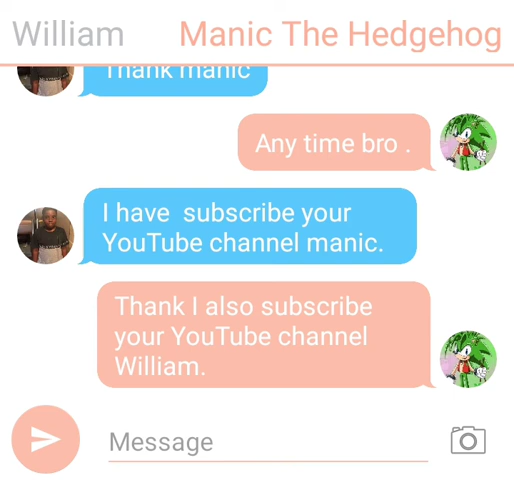 William Manic The Hedgehog
Thank manic
Any time bro .
I have  subscribe your
YouTube channel manic.
Thank I also subscribe
your YouTube channel
William.
Message